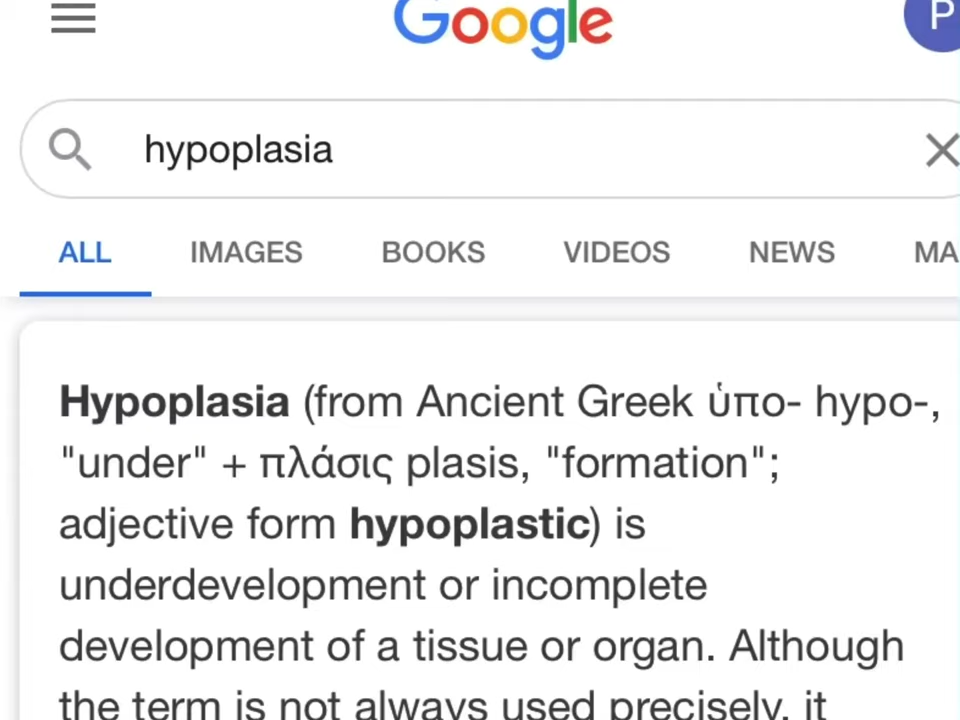 Google
P
hypoplasia
ALL IMAGES BOOKS VIDEOS NEWS MA
Hypoplasia (from Ancient Greek ὑπο- hypo-,
"under" + πλάσις plasis, "formation";
adjective form hypoplastic) is
underdevelopment or incomplete
development of a tissue or organ. Although
the term is not always used precisely, it